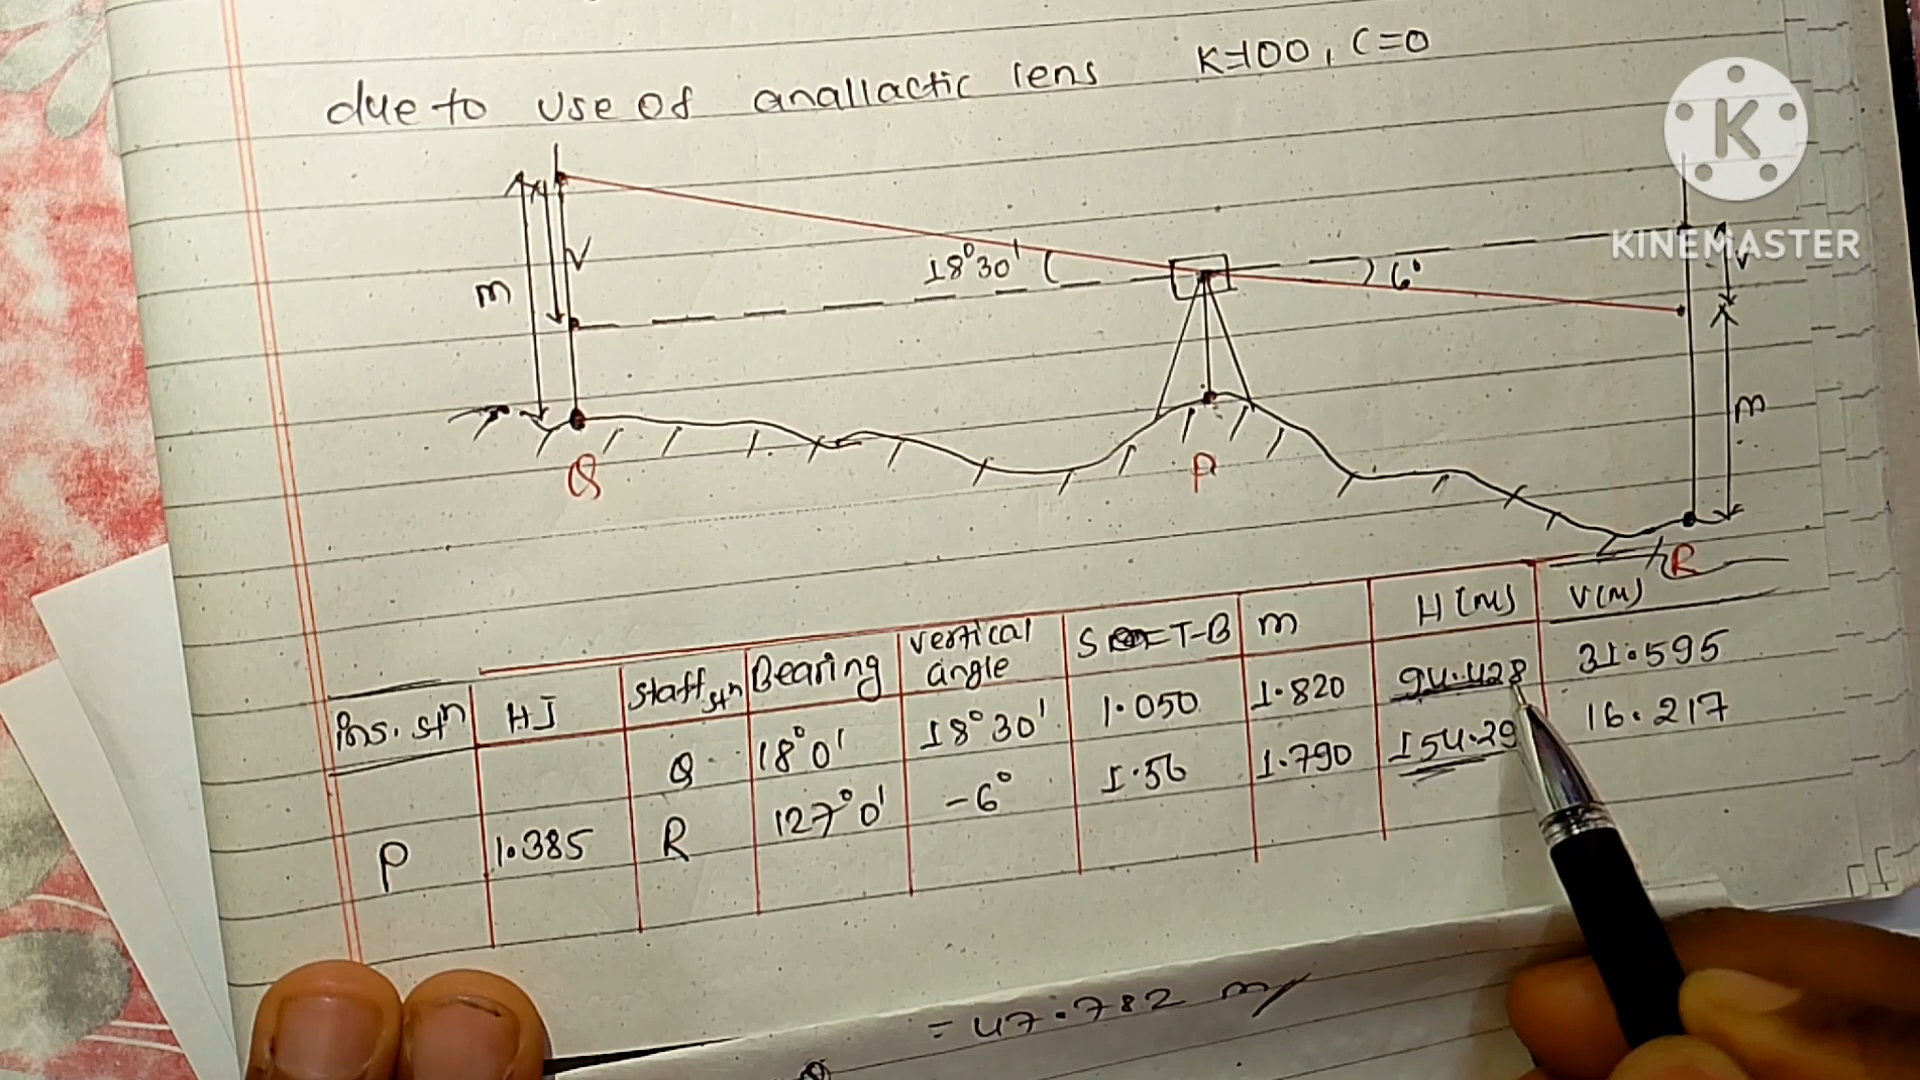 due to use of anallactic lens K=100, C=0
K
KINEMASTER
18°30'
6°
m
V
V
m
Q
P
R
Ins. stn
HI
Staff stn
Bearing
vertical angle
S = T-B
m
H(m)
V(m)
Q 18°0' 18°30' 1.050 1.820 94.428 31.595
P 1.385 R 127°0' -6° 1.56 1.790 154.29 16.217
= 47.782 m